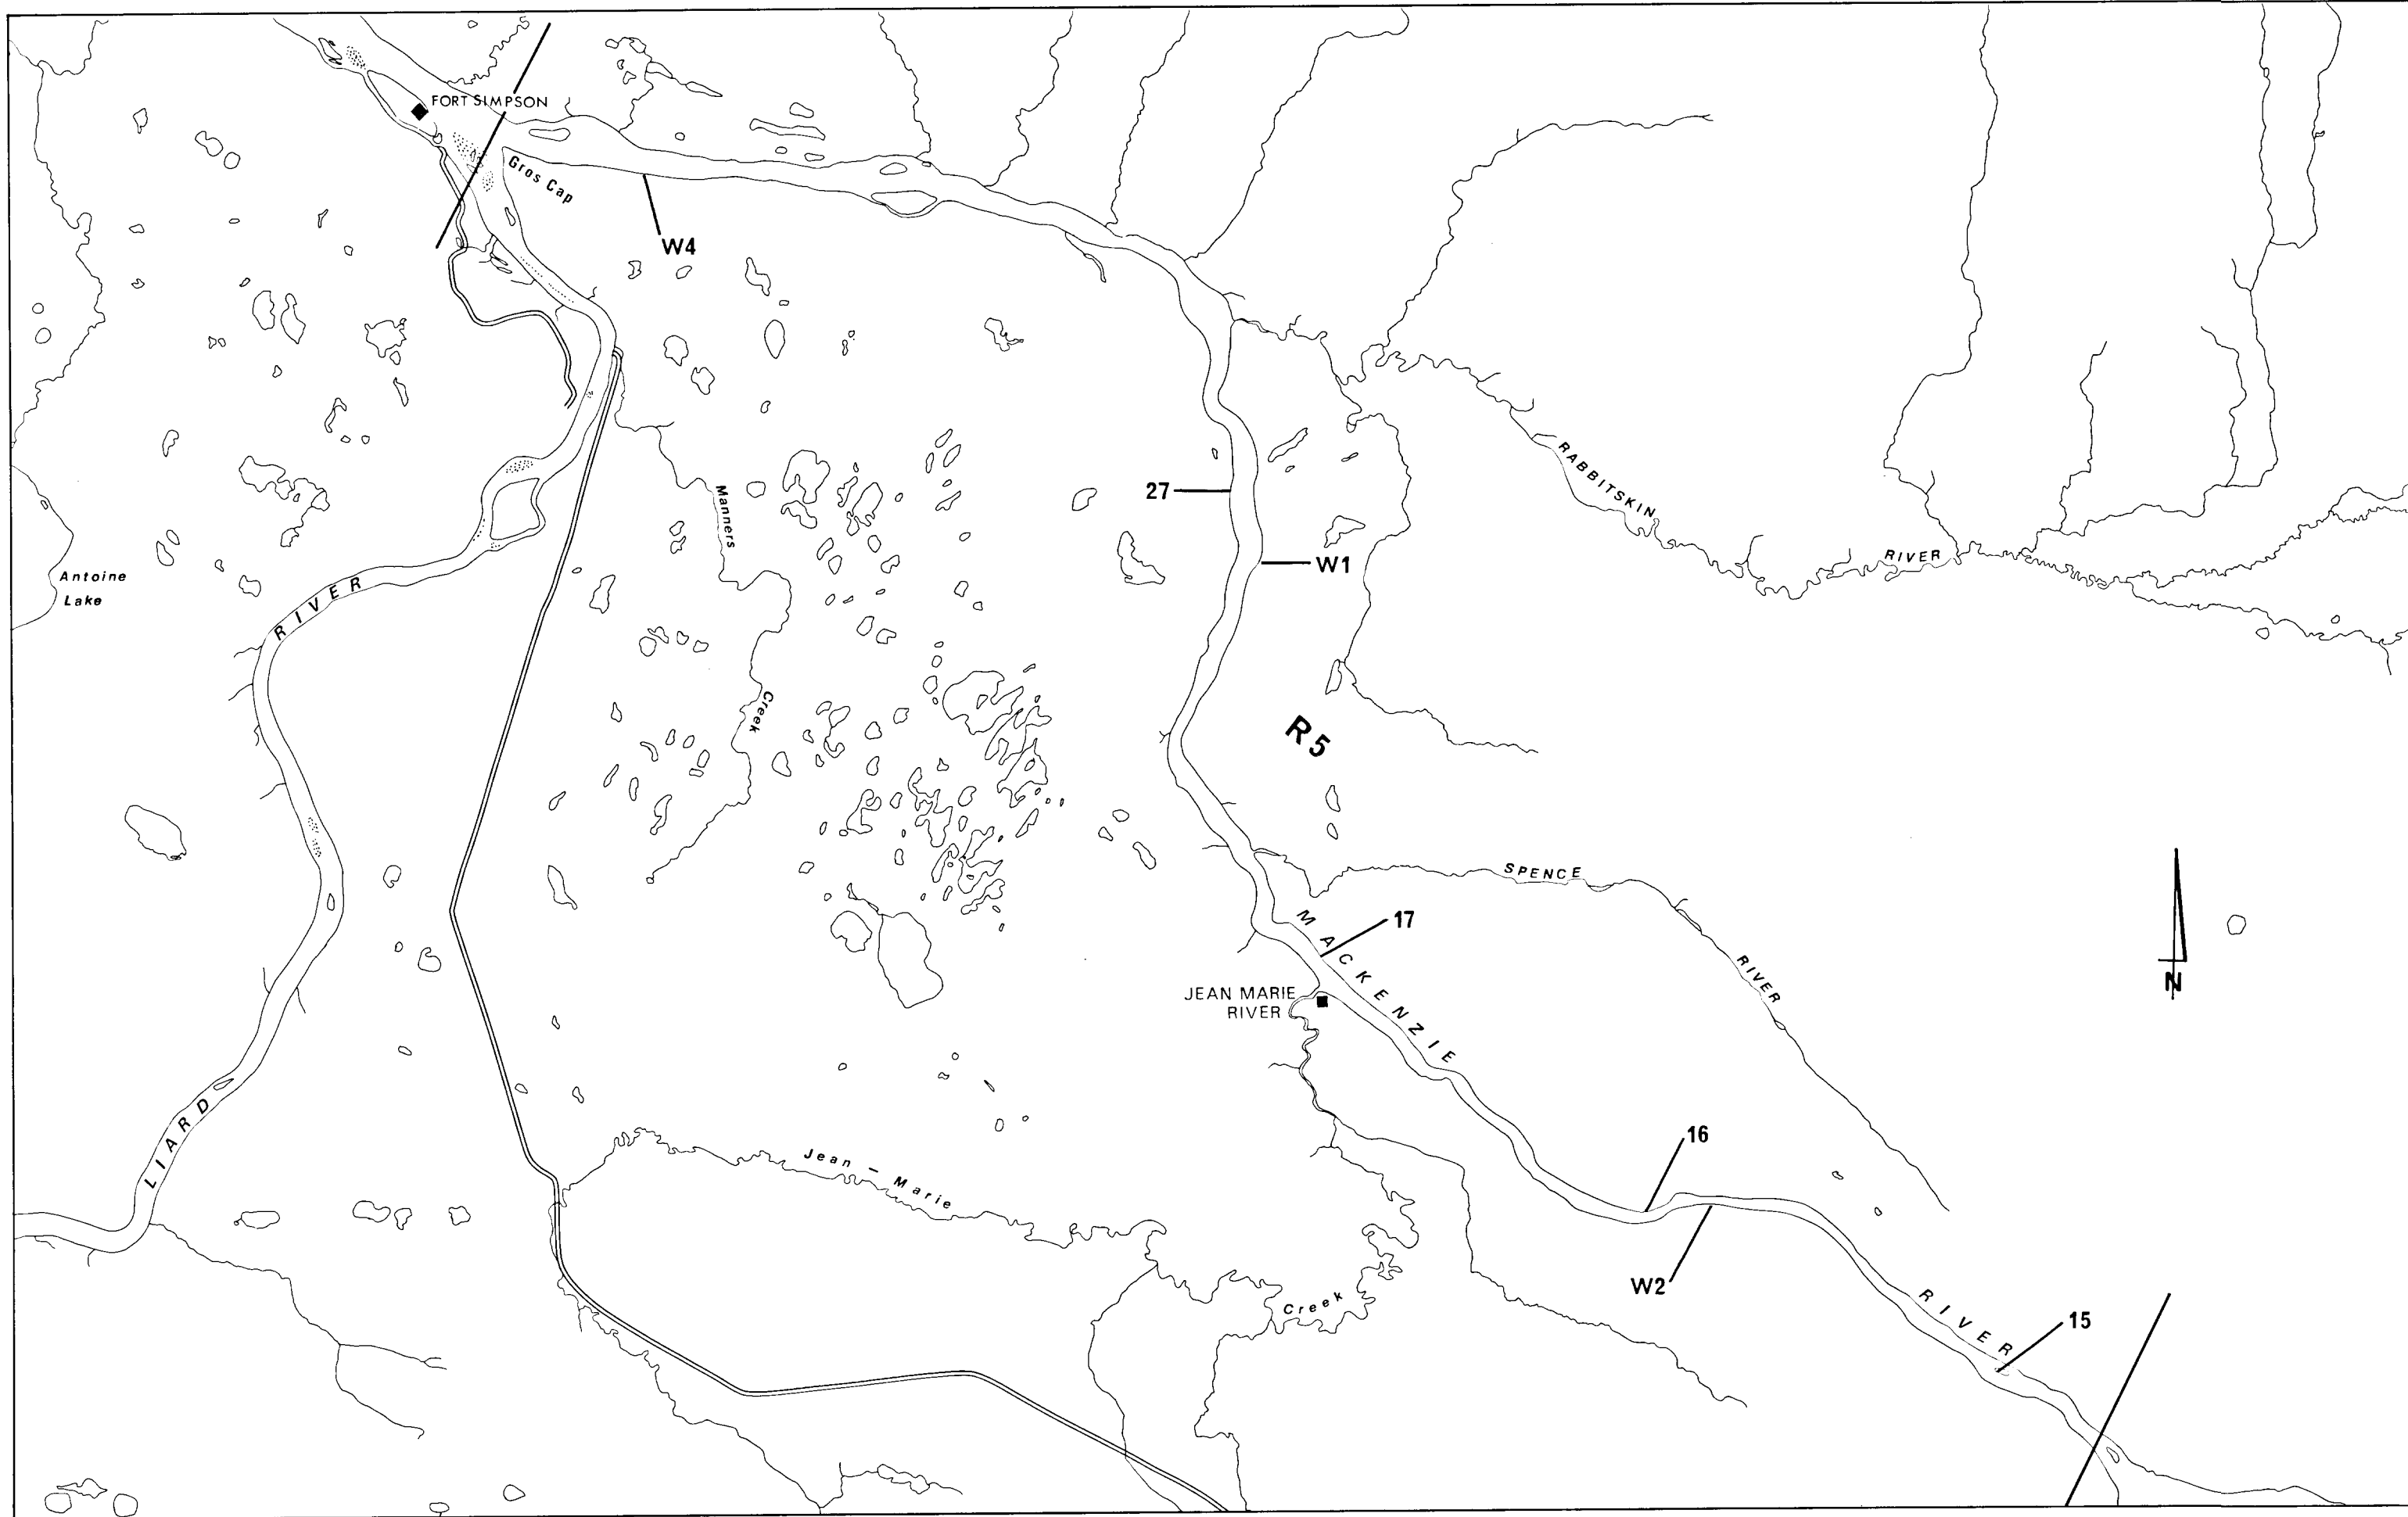 FORT SIMPSON
Gros Cap
W4
RABBITSKIN
RIVER
27
W1
Manners
Creek
Antoine
Lake
RIVER
LIARD
R5
SPENCE
RIVER
17
MACKENZIE
JEAN MARIE
RIVER
N
16
Jean - Marie
Creek
W2
RIVER
15